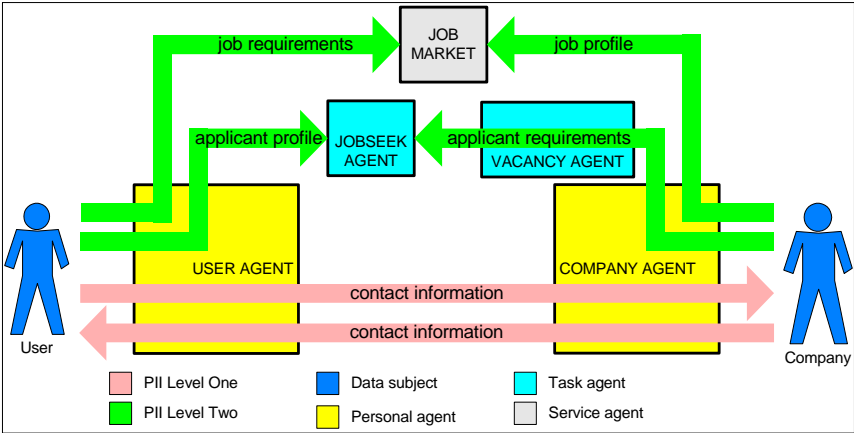 job requirements
JOB
MARKET
job profile
applicant profile
JOBSEEK
AGENT
applicant requirements
VACANCY AGENT
USER AGENT
COMPANY AGENT
contact information
contact information
User
Company
PII Level One
Data subject
Task agent
PII Level Two
Personal agent
Service agent